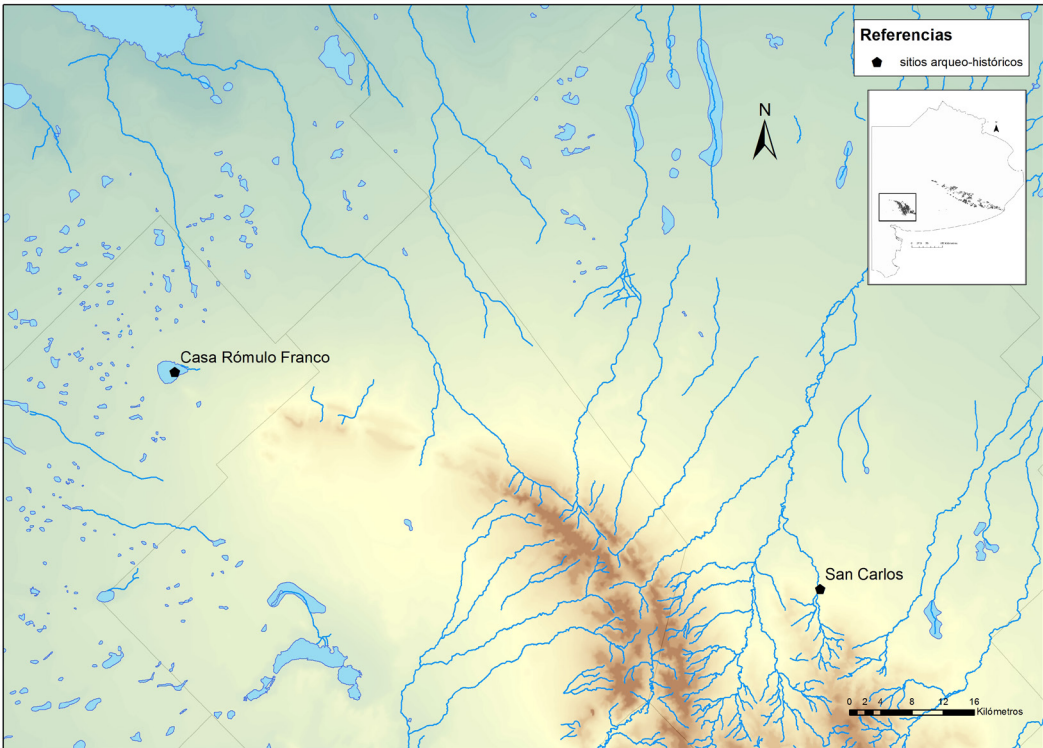 Referencias
sitios arqueo-históricos
N
Casa Rómulo Franco
San Carlos
0 2 4 8 12 16
Kilómetros